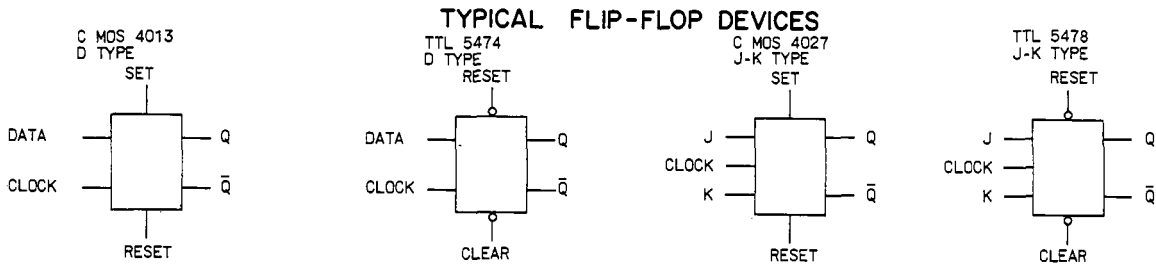 TYPICAL FLIP-FLOP DEVICES
C MOS 4013
D TYPE
SET
DATA
Q
CLOCK
Q̅
RESET
TTL 5474
D TYPE
RESET
DATA
Q
CLOCK
Q̅
CLEAR
C MOS 4027
J-K TYPE
SET
J
Q
CLOCK
K
Q̅
RESET
TTL 5478
J-K TYPE
RESET
J
Q
CLOCK
K
Q̅
CLEAR